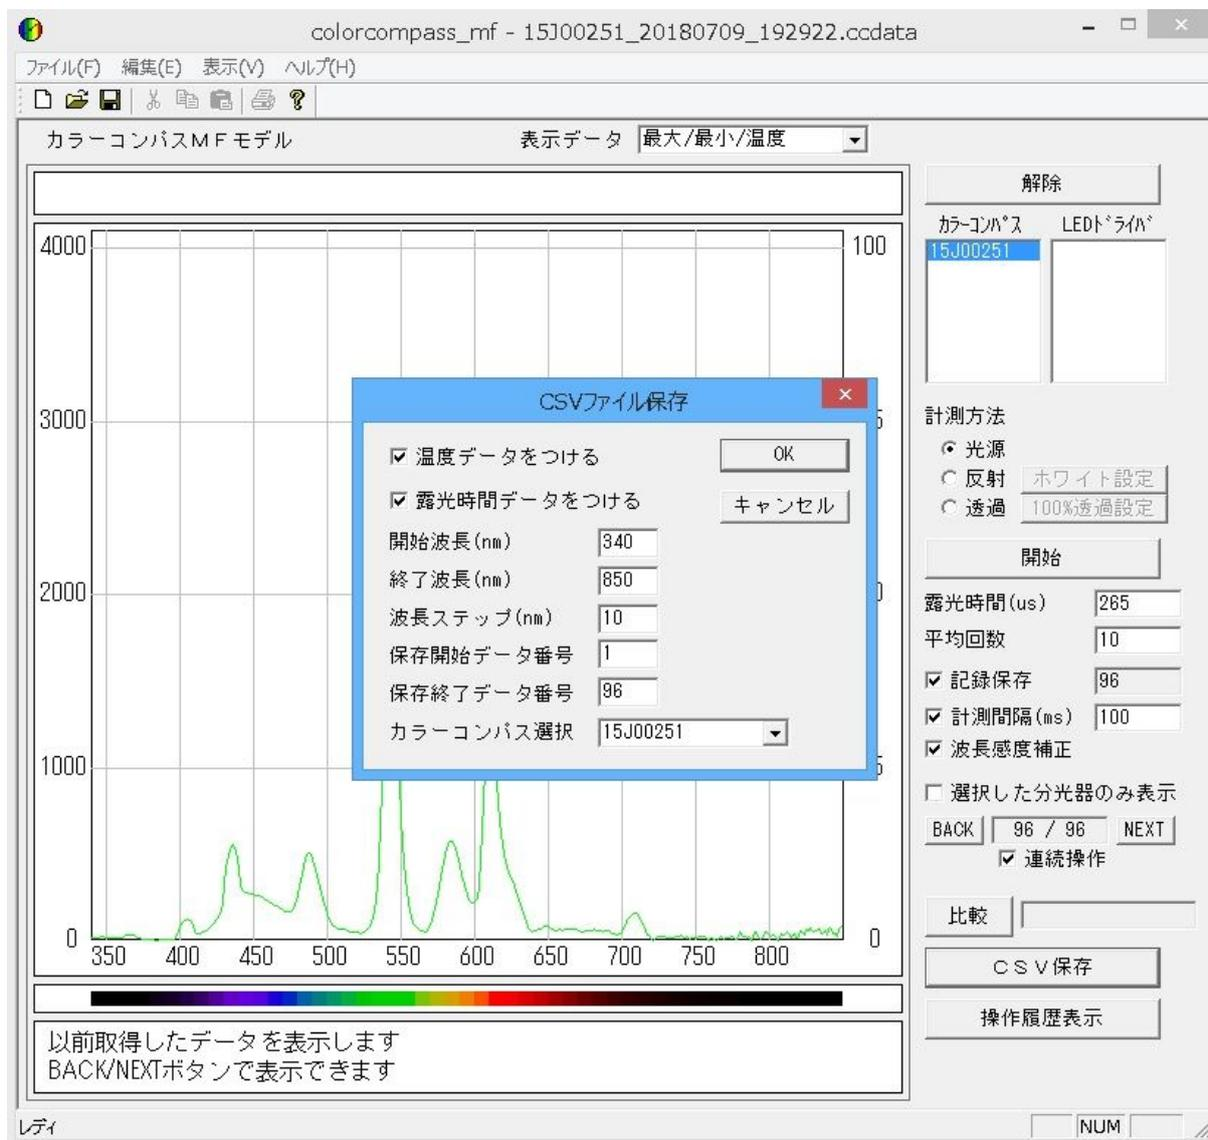 colorcompass_mf - 15J00251_20180709_192922.ccdata
ファイル(F) 編集(E) 表示(V) ヘルプ(H)
カラーコンパスＭＦモデル
表示データ 最大/最小/温度
解除
ｶﾗｰｺﾝﾊﾟｽ LEDﾄﾞﾗｲﾊﾞ
15J00251
4000
3000
2000
1000
0
100
5
0
5
0
350 400 450 500 550 600 650 700 750 800
CSVファイル保存
温度データをつける
OK
露光時間データをつける
キャンセル
開始波長(nm) 340
終了波長(nm) 850
波長ステップ(nm) 10
保存開始データ番号 1
保存終了データ番号 96
カラーコンパス選択 15J00251
計測方法
光源
反射 ホワイト設定
透過 100%透過設定
開始
露光時間(us) 265
平均回数 10
記録保存 96
計測間隔(ms) 100
波長感度補正
選択した分光器のみ表示
BACK 96 / 96 NEXT
連続操作
比較
ＣＳＶ保存
操作履歴表示
以前取得したデータを表示します
BACK/NEXTボタンで表示できます
レディ
NUM